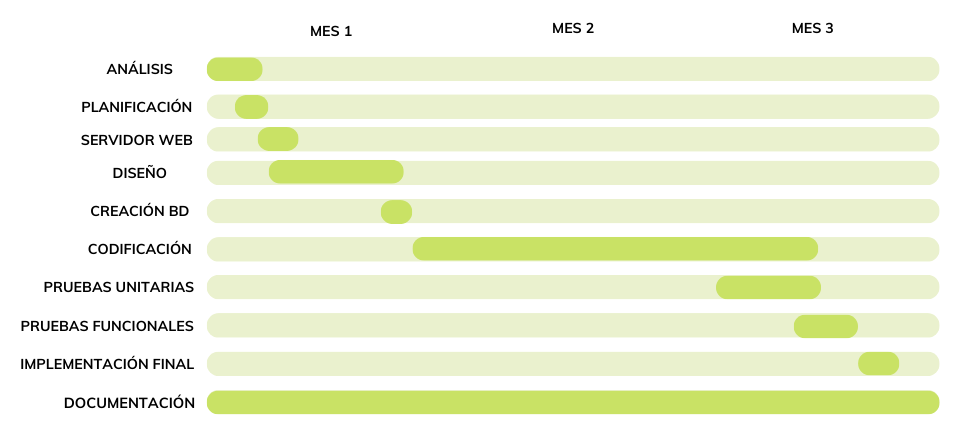 MES 1
MES 2
MES 3
ANÁLISIS
PLANIFICACIÓN
SERVIDOR WEB
DISEÑO
CREACIÓN BD
CODIFICACIÓN
PRUEBAS UNITARIAS
PRUEBAS FUNCIONALES
IMPLEMENTACIÓN FINAL
DOCUMENTACIÓN